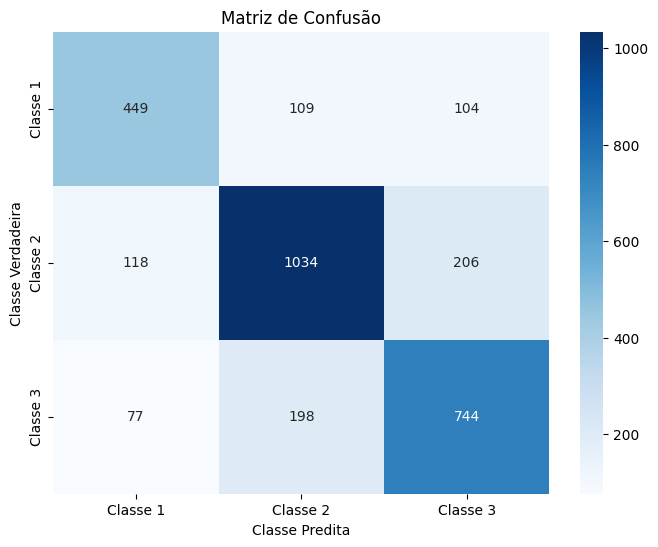 Matriz de Confusão
Classe Verdadeira
Classe 1
449 109 104
Classe 2
118 1034 206
Classe 3
77 198 744
Classe 1 Classe 2 Classe 3
Classe Predita
1000
800
600
400
200